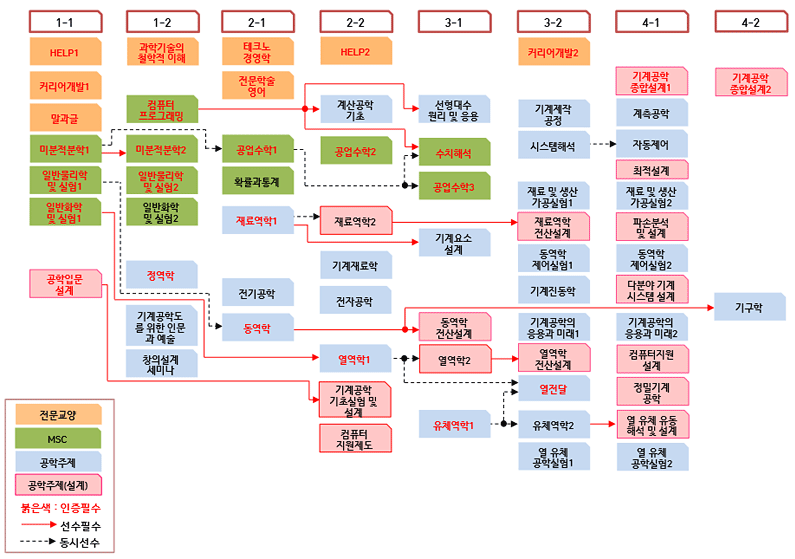 1-1
1-2
2-1
2-2
3-1
3-2
4-1
4-2
HELP1
커리어개발1
말과글
미분적분학1
일반물리학
및 실험1
일반화학
및 실험1
공학입문
설계
과학기술의
철학적 이해
컴퓨터
프로그래밍
미분적분학2
일반물리학
및 실험2
일반화학
및 실험2
정역학
기계공학도
를 위한 인문
과 예술
창의설계
세미나
테크노
경영학
전문학술
영어
공업수학1
확률과통계
재료역학1
전기공학
동역학
HELP2
계산공학
기초
공업수학2
재료역학2
기계재료학
전자공학
열역학1
기계공학
기초실험 및
설계
컴퓨터
지원제도
선형대수
원리 및 응용
수치해석
공업수학3
기계요소
설계
동역학
전산설계
열역학2
유체역학1
커리어개발2
기계제작
공정
시스템해석
재료 및 생산
가공실험1
재료역학
전산설계
동역학
제어실험1
기계진동학
기계공학의
응용과 미래1
열역학
전산설계
열전달
유체역학2
열 유체
공학실험1
기계공학
종합설계1
계측공학
자동제어
최적설계
재료 및 생산
가공실험2
파손분석
및 설계
동역학
제어실험2
다분야 기계
시스템 설계
기계공학의
응용과 미래2
컴퓨터지원
설계
정밀기계
공학
열 유체 유동
해석 및 설계
열 유체
공학실험2
기계공학
종합설계2
기구학
전문교양
MSC
공학주제
공학주제(설계)
붉은색 : 인증필수
선수필수
동시선수